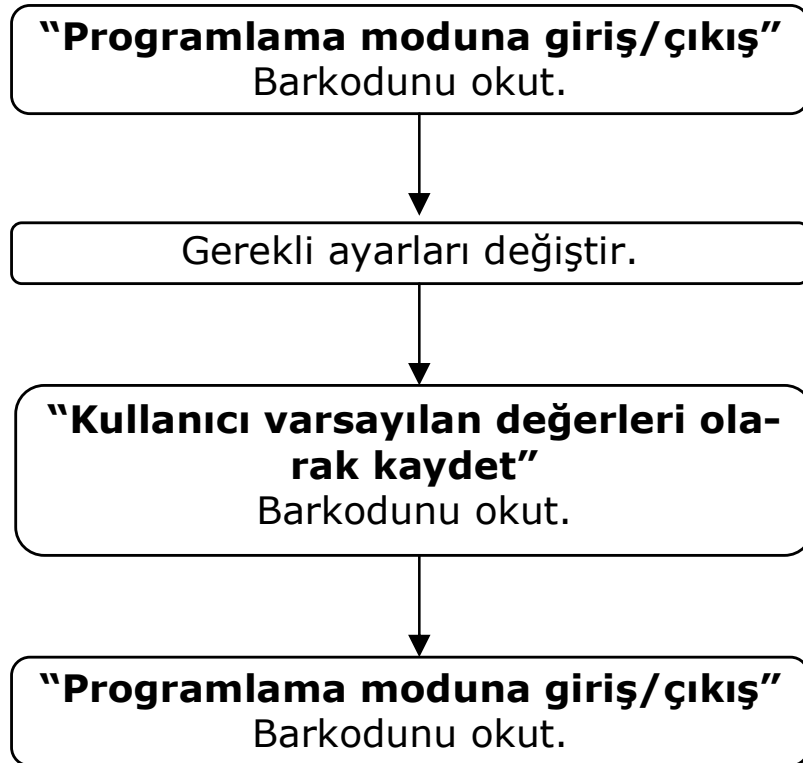 “Programlama moduna giriş/çıkış”
Barkodunu okut.
Gerekli ayarları değiştir.
“Kullanıcı varsayılan değerleri ola-
rak kaydet”
Barkodunu okut.
“Programlama moduna giriş/çıkış”
Barkodunu okut.